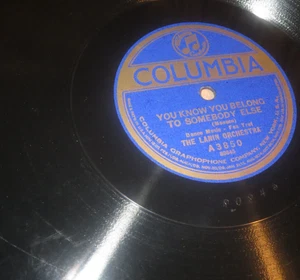 COLUMBIA
YOU KNOW YOU BELONG
TO SOMEBODY ELSE
(Monaco)
Dance Music - Fox Trot
THE LANIN ORCHESTRA
A3850
COLUMBIA GRAPHOPHONE COMPANY, NEW YORK